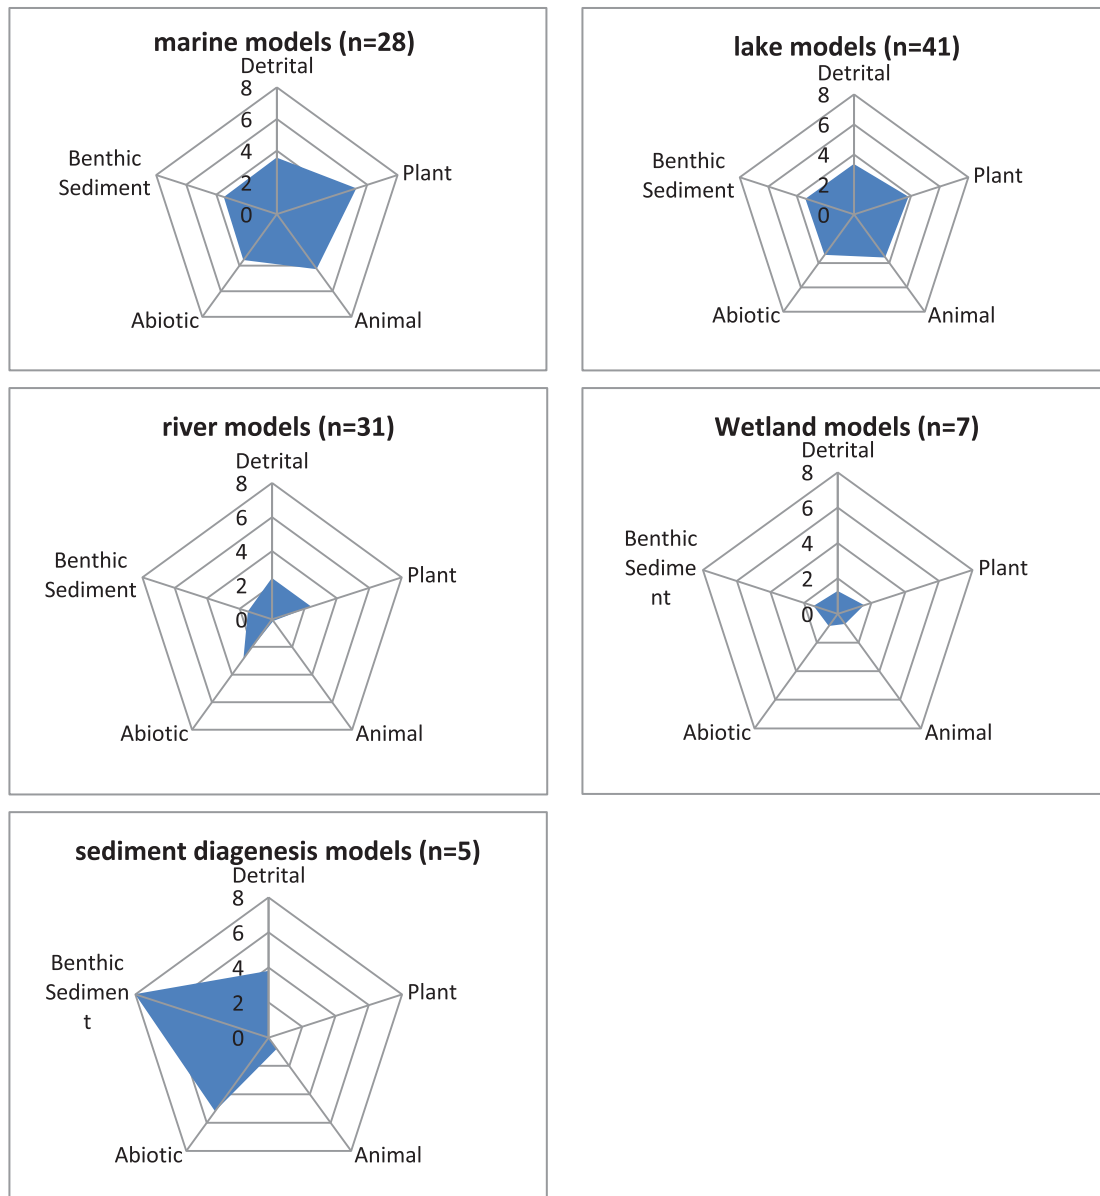 marine models (n=28)
Detrital
8
6
4
2
0
Plant
Animal
Abiotic
Benthic
Sediment
lake models (n=41)
Detrital
8
6
4
2
0
Plant
Animal
Abiotic
Benthic
Sediment
river models (n=31)
Detrital
8
6
4
2
0
Plant
Animal
Abiotic
Benthic
Sediment
Wetland models (n=7)
Detrital
8
6
4
2
0
Plant
Animal
Abiotic
Benthic
Sedime
nt
sediment diagenesis models (n=5)
Detrital
8
6
4
2
0
Plant
Animal
Abiotic
Benthic
Sedimen
t